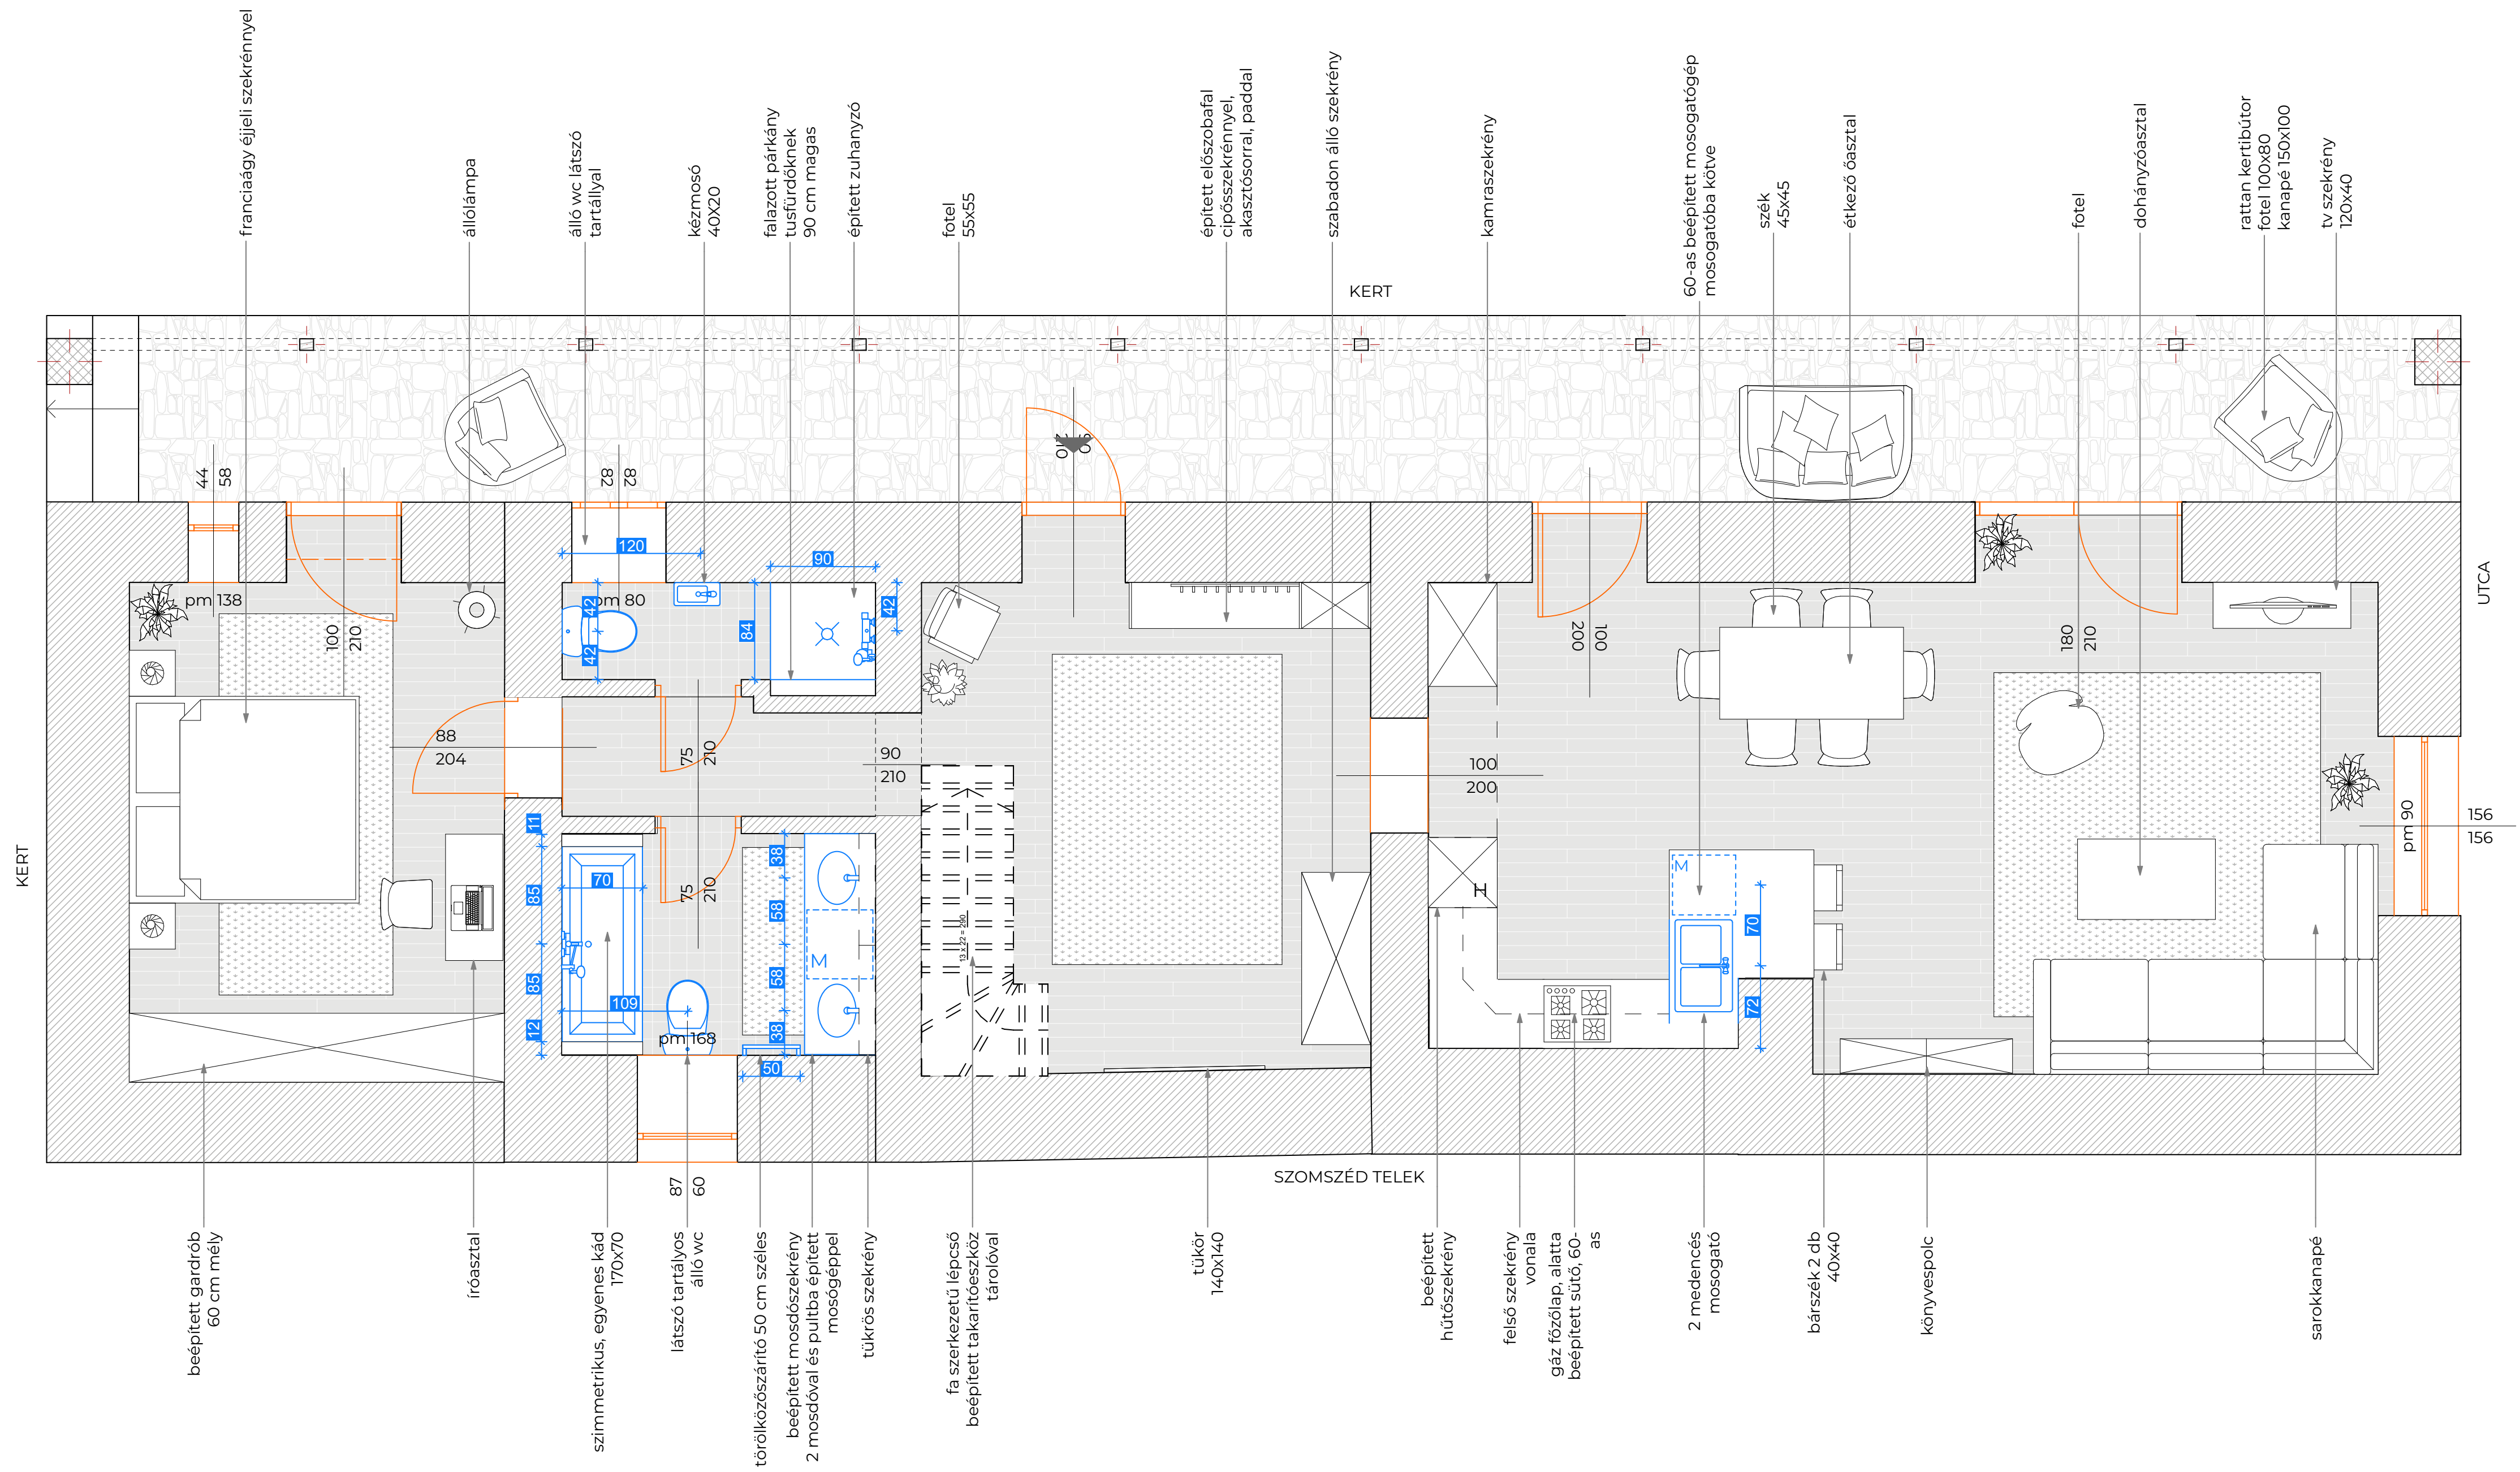 franciaágy éjjeli szekrénnyel
állólámpa
álló wc látszó
tartállyal
kézmosó
40X20
falazott párkány
tusfürdőknek
90 cm magas
épített zuhanyzó
fotel
55x55
épített előszobafal
cipősszekrénnyel,
akasztósorral, paddal
szabadon álló szekrény
kamraszekrény
60-as beépített mosogatógép
mosogatóba kötve
szék
45x45
étkező őasztal
fotel
dohányzóasztal
rattan kertibútor
fotel 100x80
kanapé 150x100
tv szekrény
120x40
KERT
44
58
82
82
210
120
90
pm 138
pm 80
42
42
84
42
100
210
200
100
180
210
UTCA
88
204
75
210
90
210
100
200
pm 90
156
156
KERT
11
85
85
12
70
109
75
210
38
58
58
38
M
pm 168
50
13 x 22 = 290
H
M
70
72
87
60
SZOMSZÉD TELEK
beépített gardrób
60 cm mély
íróasztal
szimmetrikus, egyenes kád
170x70
látszó tartályos
álló wc
törölközőszárító 50 cm széles
beépített mosdószekrény
2 mosdóval és pultba épített
mosógéppel
tükrös szekrény
fa szerkezetű lépcső
beépített takarítóeszköz
tárolóval
tükör
140x140
beépített
hűtőszekrény
felső szekrény
vonala
gáz főzőlap, alatta
beépített sütő, 60-
as
2 medencés
mosogató
bárszék 2 db
40x40
könyvespolc
sarokkanapé